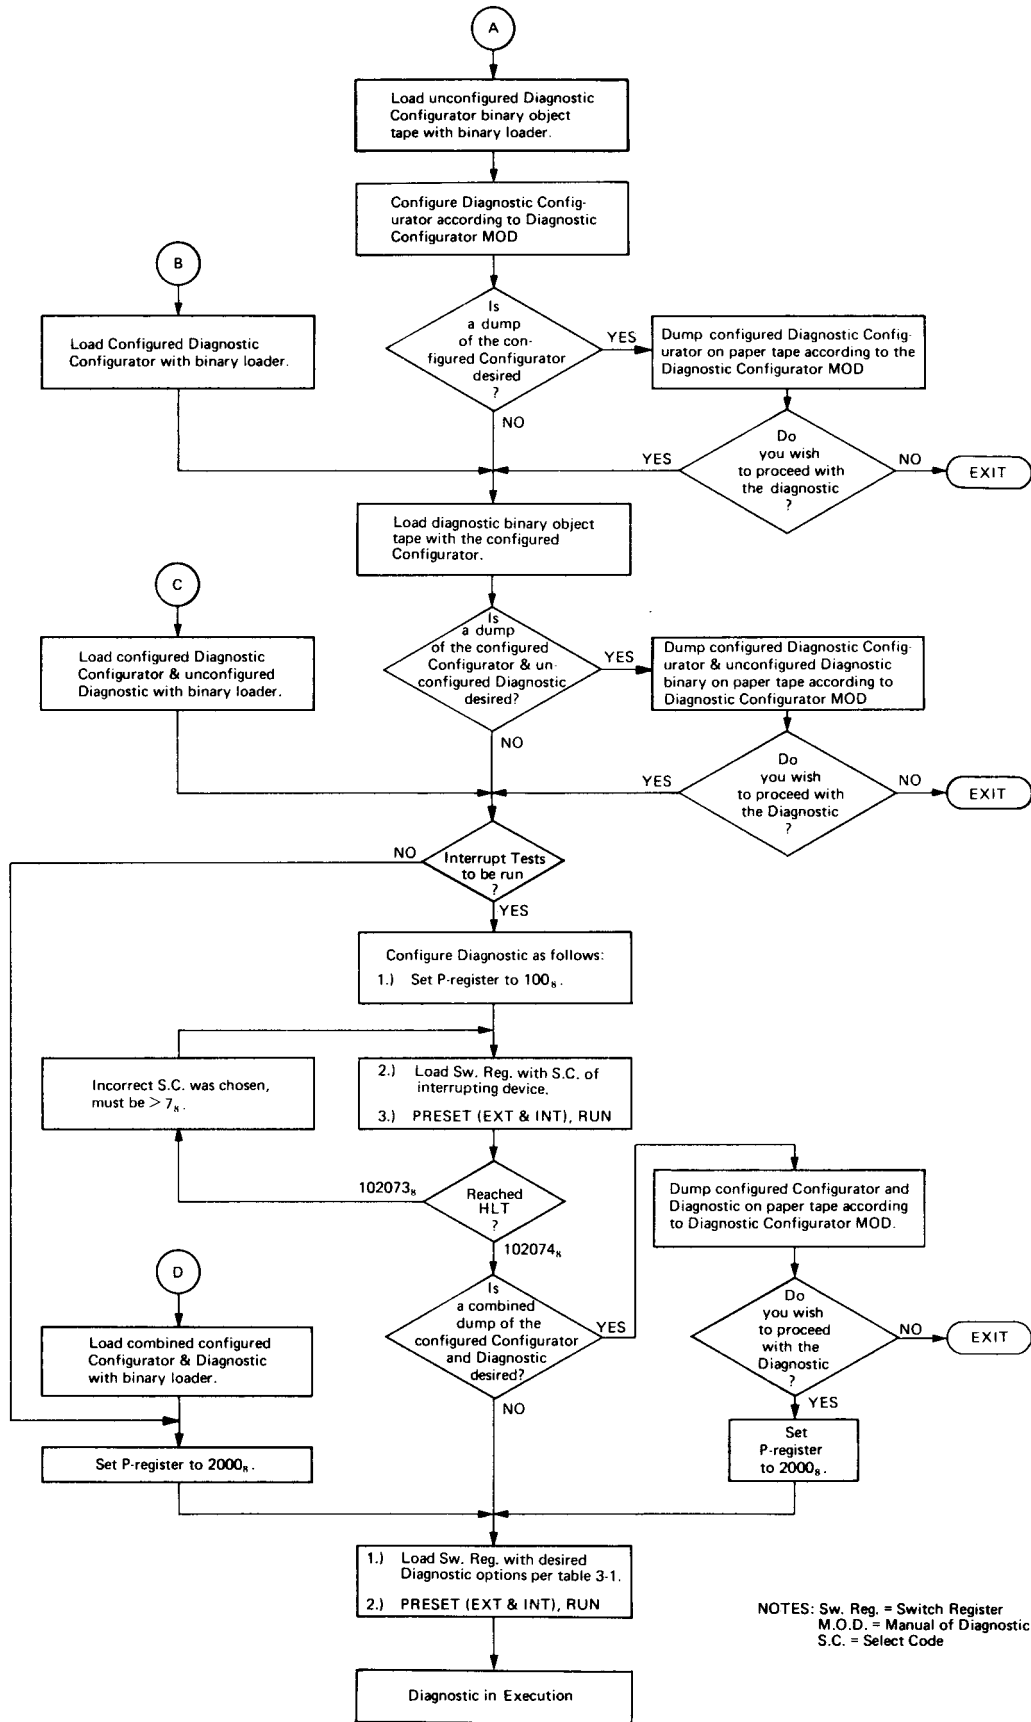 A
Load unconfigured Diagnostic
Configurator binary object
tape with binary loader.
Configure Diagnostic Config-
urator according to Diagnostic
Configurator MOD
B
Load Configured Diagnostic
Configurator with binary loader.
Is
a dump
of the con-
figured Configurator
desired
?
YES
NO
Dump configured Diagnostic Config-
urator on paper tape according to the
Diagnostic Configurator MOD
Do
you wish
to proceed with
the diagnostic
?
YES
NO
EXIT
Load diagnostic binary object
tape with the configured
Configurator.
C
Load configured Diagnostic
Configurator & unconfigured
Diagnostic with binary loader.
Is
a dump
of the configured
Configurator & un-
configured Diagnostic
desired?
YES
NO
Dump configured Diagnostic Config-
urator & unconfigured Diagnostic
binary on paper tape according to
Diagnostic Configurator MOD
Do
you wish
to proceed with
the Diagnostic
?
YES
NO
EXIT
Interrupt Tests
to be run
?
NO
YES
Configure Diagnostic as follows:
1.) Set P-register to 100₈.
Incorrect S.C. was chosen,
must be > 7₈.
2.) Load Sw. Reg. with S.C. of
interrupting device.
3.) PRESET (EXT & INT), RUN
102073₈
Reached
HLT
?
102074₈
Dump configured Configurator and
Diagnostic on paper tape according
to Diagnostic Configurator MOD.
D
Load combined configured
Configurator & Diagnostic
with binary loader.
Is
a combined
dump of the
configured Configurator
and Diagnostic
desired?
YES
NO
Do
you wish
to proceed
with the
Diagnostic
?
NO
EXIT
YES
Set P-register to 2000₈.
Set
P-register
to 2000₈.
1.) Load Sw. Reg. with desired
Diagnostic options per table 3-1.
2.) PRESET (EXT & INT), RUN
NOTES: Sw. Reg. = Switch Register
M.O.D. = Manual of Diagnostic
S.C. = Select Code
Diagnostic in Execution